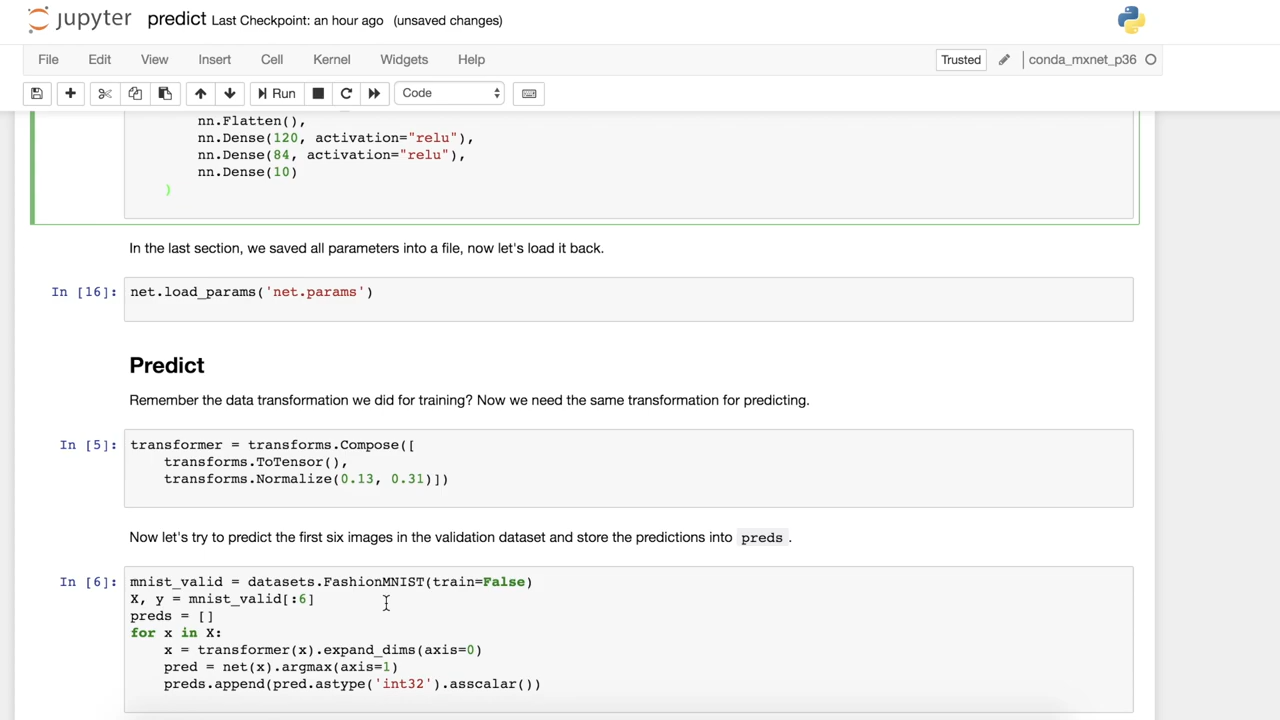 jupyter predict Last Checkpoint: an hour ago (unsaved changes)
File Edit View Insert Cell Kernel Widgets Help Trusted conda_mxnet_p36
Run Code
nn.Flatten(),
nn.Dense(120, activation="relu"),
nn.Dense(84, activation="relu"),
nn.Dense(10)
)
In the last section, we saved all parameters into a file, now let's load it back.
In [16]: net.load_params('net.params')
Predict
Remember the data transformation we did for training? Now we need the same transformation for predicting.
In [5]: transformer = transforms.Compose([
transforms.ToTensor(),
transforms.Normalize(0.13, 0.31)])
Now let's try to predict the first six images in the validation dataset and store the predictions into preds .
In [6]: mnist_valid = datasets.FashionMNIST(train=False)
X, y = mnist_valid[:6]
preds = []
for x in X:
x = transformer(x).expand_dims(axis=0)
pred = net(x).argmax(axis=1)
preds.append(pred.astype('int32').asscalar())